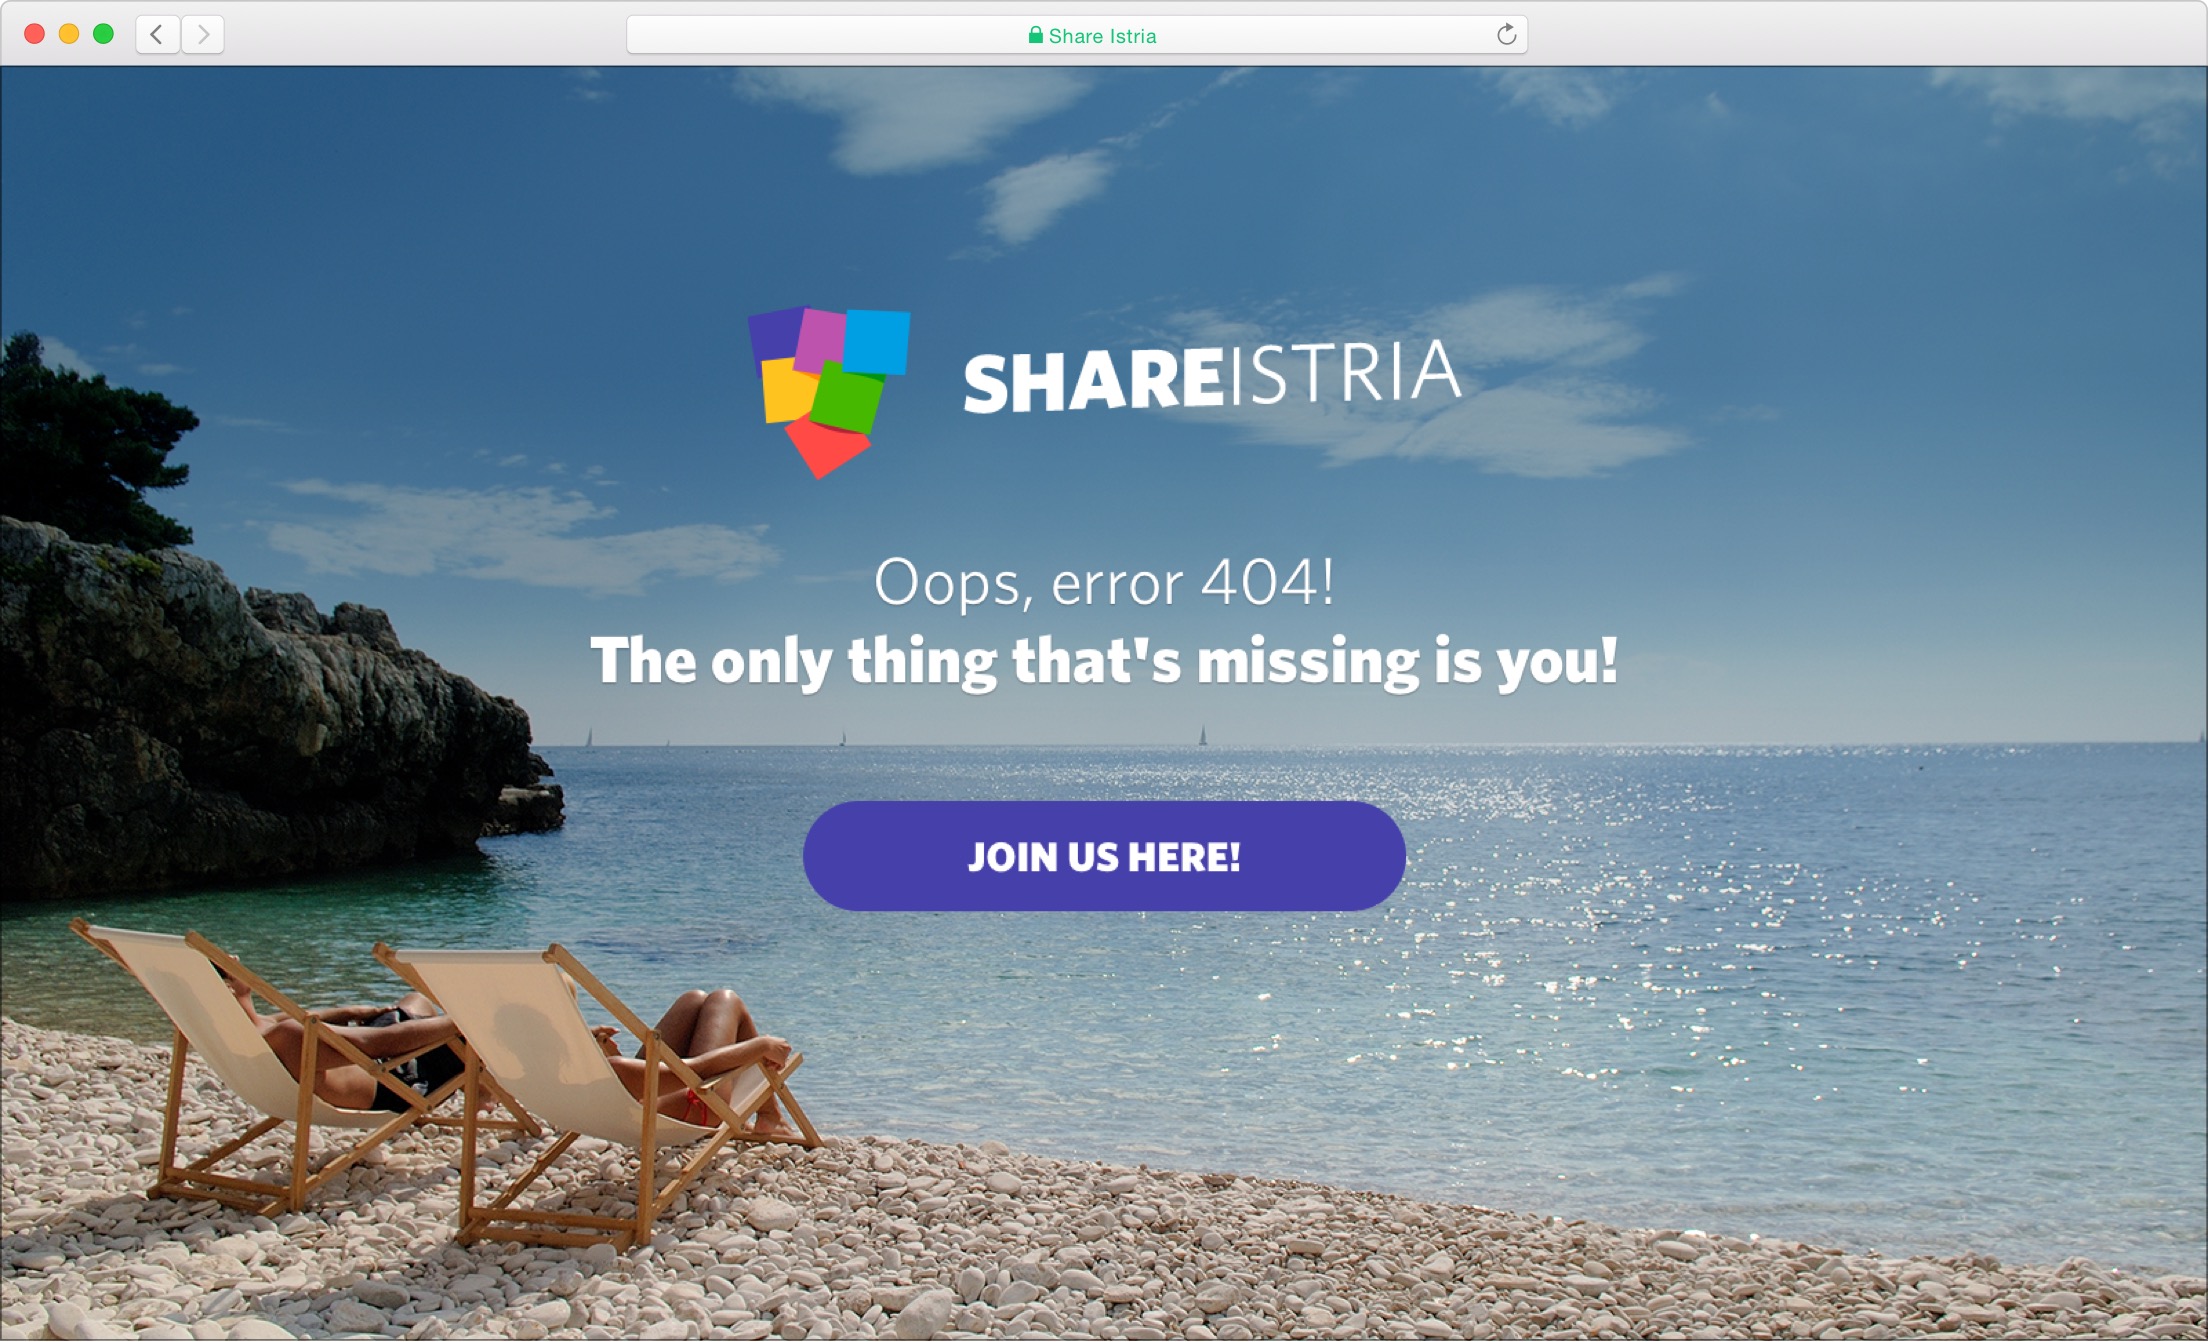 Share Istria
SHAREISTRIA
Oops, error 404!
The only thing that's missing is you!
JOIN US HERE!